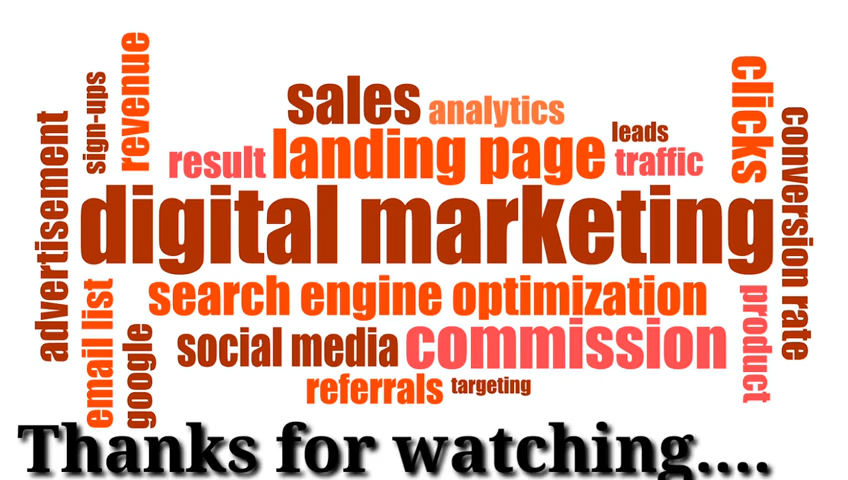 advertisement
sign-ups
revenue
sales
analytics
clicks
conversion rate
leads
result
landing page
traffic
digital marketing
search engine optimization
email list
google
social media
commission
product
referrals
targeting
Thanks for watching....